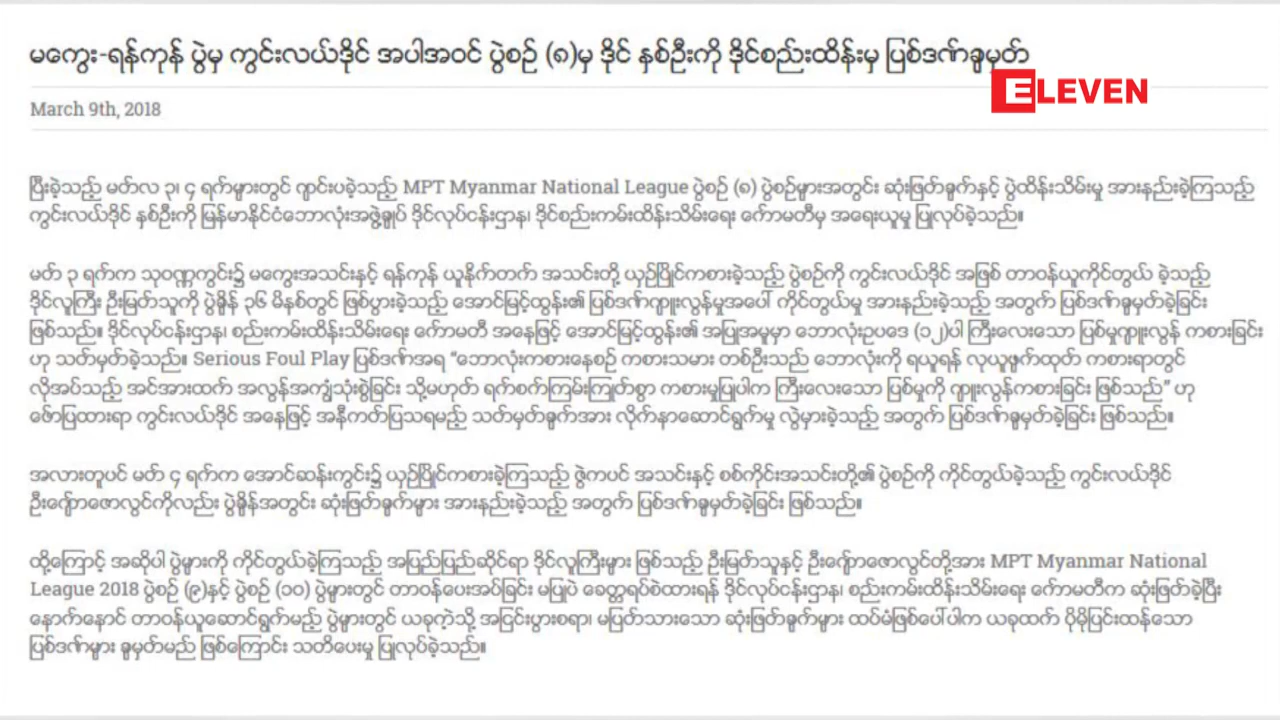 မကွေး-ရန်ကုန် ပွဲမှ ကွင်းလယ်ဒိုင် အပါအဝင် ပွဲစဉ် (၈)မှ ဒိုင် နှစ်ဦးကို ဒိုင်စည်းထိန်းမှ ပြစ်ဒဏ်ချမှတ်
ELEVEN
March 9th, 2018
ပြီးခဲ့သည့် မတ်လ ၃၊ ၄ ရက်များတွင် ကျင်းပခဲ့သည့် MPT Myanmar National League ပွဲစဉ် (၈) ပွဲစဉ်များအတွင်း ဆုံးဖြတ်ချက်နှင့် ပွဲထိန်းသိမ်းမှု အားနည်းခဲ့ကြသည့်
ကွင်းလယ်ဒိုင် နှစ်ဦးကို မြန်မာနိုင်ငံဘောလုံးအဖွဲ့ချုပ် ဒိုင်လုပ်ငန်းဌာန၊ ဒိုင်စည်းကမ်းထိန်းသိမ်းရေး ကော်မတီမှ အရေးယူမှု ပြုလုပ်ခဲ့သည်။
မတ် ၃ ရက်က သုဝဏ္ဏကွင်း၌ မကွေးအသင်းနှင့် ရန်ကုန် ယူနိုက်တက် အသင်းတို့ ယှဉ်ပြိုင်ကစားခဲ့သည့် ပွဲစဉ်ကို ကွင်းလယ်ဒိုင် အဖြစ် တာဝန်ယူကိုင်တွယ် ခဲ့သည့်
ဒိုင်လူကြီး ဦးမြတ်သူကို ပွဲချိန် ၃၆ မိနစ်တွင် ဖြစ်ပွားခဲ့သည့် အောင်မြင့်ထွန်း၏ ပြစ်ဒဏ်ကျူးလွန်မှုအပေါ် ကိုင်တွယ်မှု အားနည်းခဲ့သည့် အတွက် ပြစ်ဒဏ်ချမှတ်ခဲ့ခြင်း
ဖြစ်သည်။ ဒိုင်လုပ်ငန်းဌာန၊ စည်းကမ်းထိန်းသိမ်းရေး ကော်မတီ အနေဖြင့် အောင်မြင့်ထွန်း၏ အပြုအမူမှာ ဘောလုံးဥပဒေ (၁၂)ပါ ကြီးလေးသော ပြစ်မှုကျူးလွန် ကစားခြင်း
ဟု သတ်မှတ်ခဲ့သည်။ Serious Foul Play ပြစ်ဒဏ်အရ “ဘောလုံးကစားနေစဉ် ကစားသမား တစ်ဦးသည် ဘောလုံးကို ရယူရန် လုယူဖျက်ထုတ် ကစားရာတွင်
လိုအပ်သည့် အင်အားထက် အလွန်အကျွံသုံးစွဲခြင်း သို့မဟုတ် ရက်စက်ကြမ်းကြုတ်စွာ ကစားမှုပြုပါက ကြီးလေးသော ပြစ်မှုကို ကျူးလွန်ကစားခြင်း ဖြစ်သည်” ဟု
ဖော်ပြထားရာ ကွင်းလယ်ဒိုင် အနေဖြင့် အနီကတ်ပြသရမည့် သတ်မှတ်ချက်အား လိုက်နာဆောင်ရွက်မှု လွဲမှားခဲ့သည့် အတွက် ပြစ်ဒဏ်ချမှတ်ခဲ့ခြင်း ဖြစ်သည်။
အလားတူပင် မတ် ၄ ရက်က အောင်ဆန်းကွင်း၌ ယှဉ်ပြိုင်ကစားခဲ့ကြသည့် ဇွဲကပင် အသင်းနှင့် စစ်ကိုင်းအသင်းတို့၏ ပွဲစဉ်ကို ကိုင်တွယ်ခဲ့သည့် ကွင်းလယ်ဒိုင်
ဦးကျော်ဇောလွင်ကိုလည်း ပွဲချိန်အတွင်း ဆုံးဖြတ်ချက်များ အားနည်းခဲ့သည့် အတွက် ပြစ်ဒဏ်ချမှတ်ခဲ့ခြင်း ဖြစ်သည်။
ထို့ကြောင့် အဆိုပါ ပွဲများကို ကိုင်တွယ်ခဲ့ကြသည့် အပြည်ပြည်ဆိုင်ရာ ဒိုင်လူကြီးများ ဖြစ်သည့် ဦးမြတ်သူနှင့် ဦးကျော်ဇောလွင်တို့အား MPT Myanmar National
League 2018 ပွဲစဉ် (၉)နှင့် ပွဲစဉ် (၁၀) ပွဲများတွင် တာဝန်ပေးအပ်ခြင်း မပြုပဲ ခေတ္တရပ်စဲထားရန် ဒိုင်လုပ်ငန်းဌာန၊ စည်းကမ်းထိန်းသိမ်းရေး ကော်မတီက ဆုံးဖြတ်ခဲ့ပြီး
နောက်နောင် တာဝန်ယူဆောင်ရွက်မည့် ပွဲများတွင် ယခုကဲ့သို့ အငြင်းပွားစရာ၊ မပြတ်သားသော ဆုံးဖြတ်ချက်များ ထပ်မံဖြစ်ပေါ်ပါက ယခုထက် ပိုမိုပြင်းထန်သော
ပြစ်ဒဏ်များ ချမှတ်မည် ဖြစ်ကြောင်း သတိပေးမှု ပြုလုပ်ခဲ့သည်။